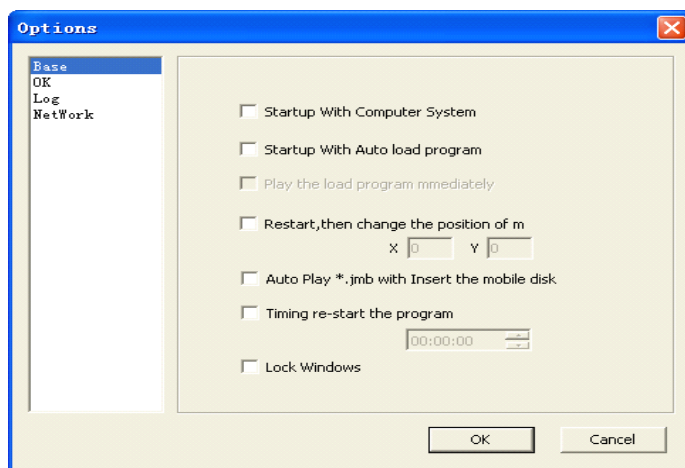 Options
Base
OK
Log
NetWork
Startup With Computer System
Startup With Auto load program
Play the load program mmediately
Restart,then change the position of m
X 0 Y 0
Auto Play *.jmb with Insert the mobile disk
Timing re-start the program
00:00:00
Lock Windows
OK Cancel